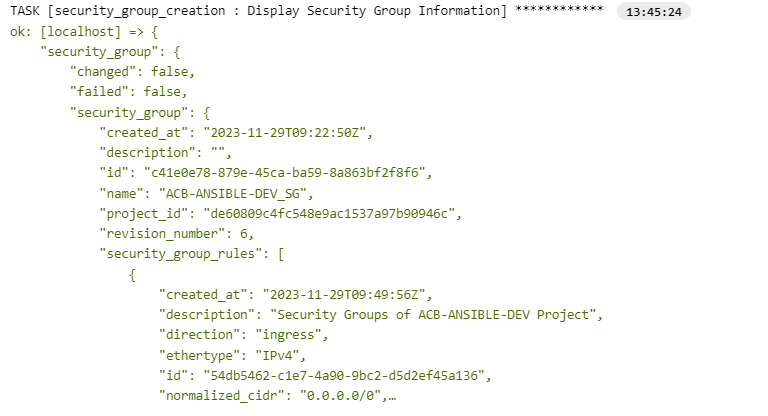 TASK [security_group_creation : Display Security Group Information] ************ 13:45:24
ok: [localhost] => {
    "security_group": {
        "changed": false,
        "failed": false,
        "security_group": {
            "created_at": "2023-11-29T09:22:50Z",
            "description": "",
            "id": "c41e0e78-879e-45ca-ba59-8a863bf2f8f6",
            "name": "ACB-ANSIBLE-DEV_SG",
            "project_id": "de60809c4fc548e9ac1537a97b90946c",
            "revision_number": 6,
            "security_group_rules": [
                {
                    "created_at": "2023-11-29T09:49:56Z",
                    "description": "Security Groups of ACB-ANSIBLE-DEV Project",
                    "direction": "ingress",
                    "ethertype": "IPv4",
                    "id": "54db5462-c1e7-4a90-9bc2-d5d2ef45a136",
                    "normalized_cidr": "0.0.0.0/0",…